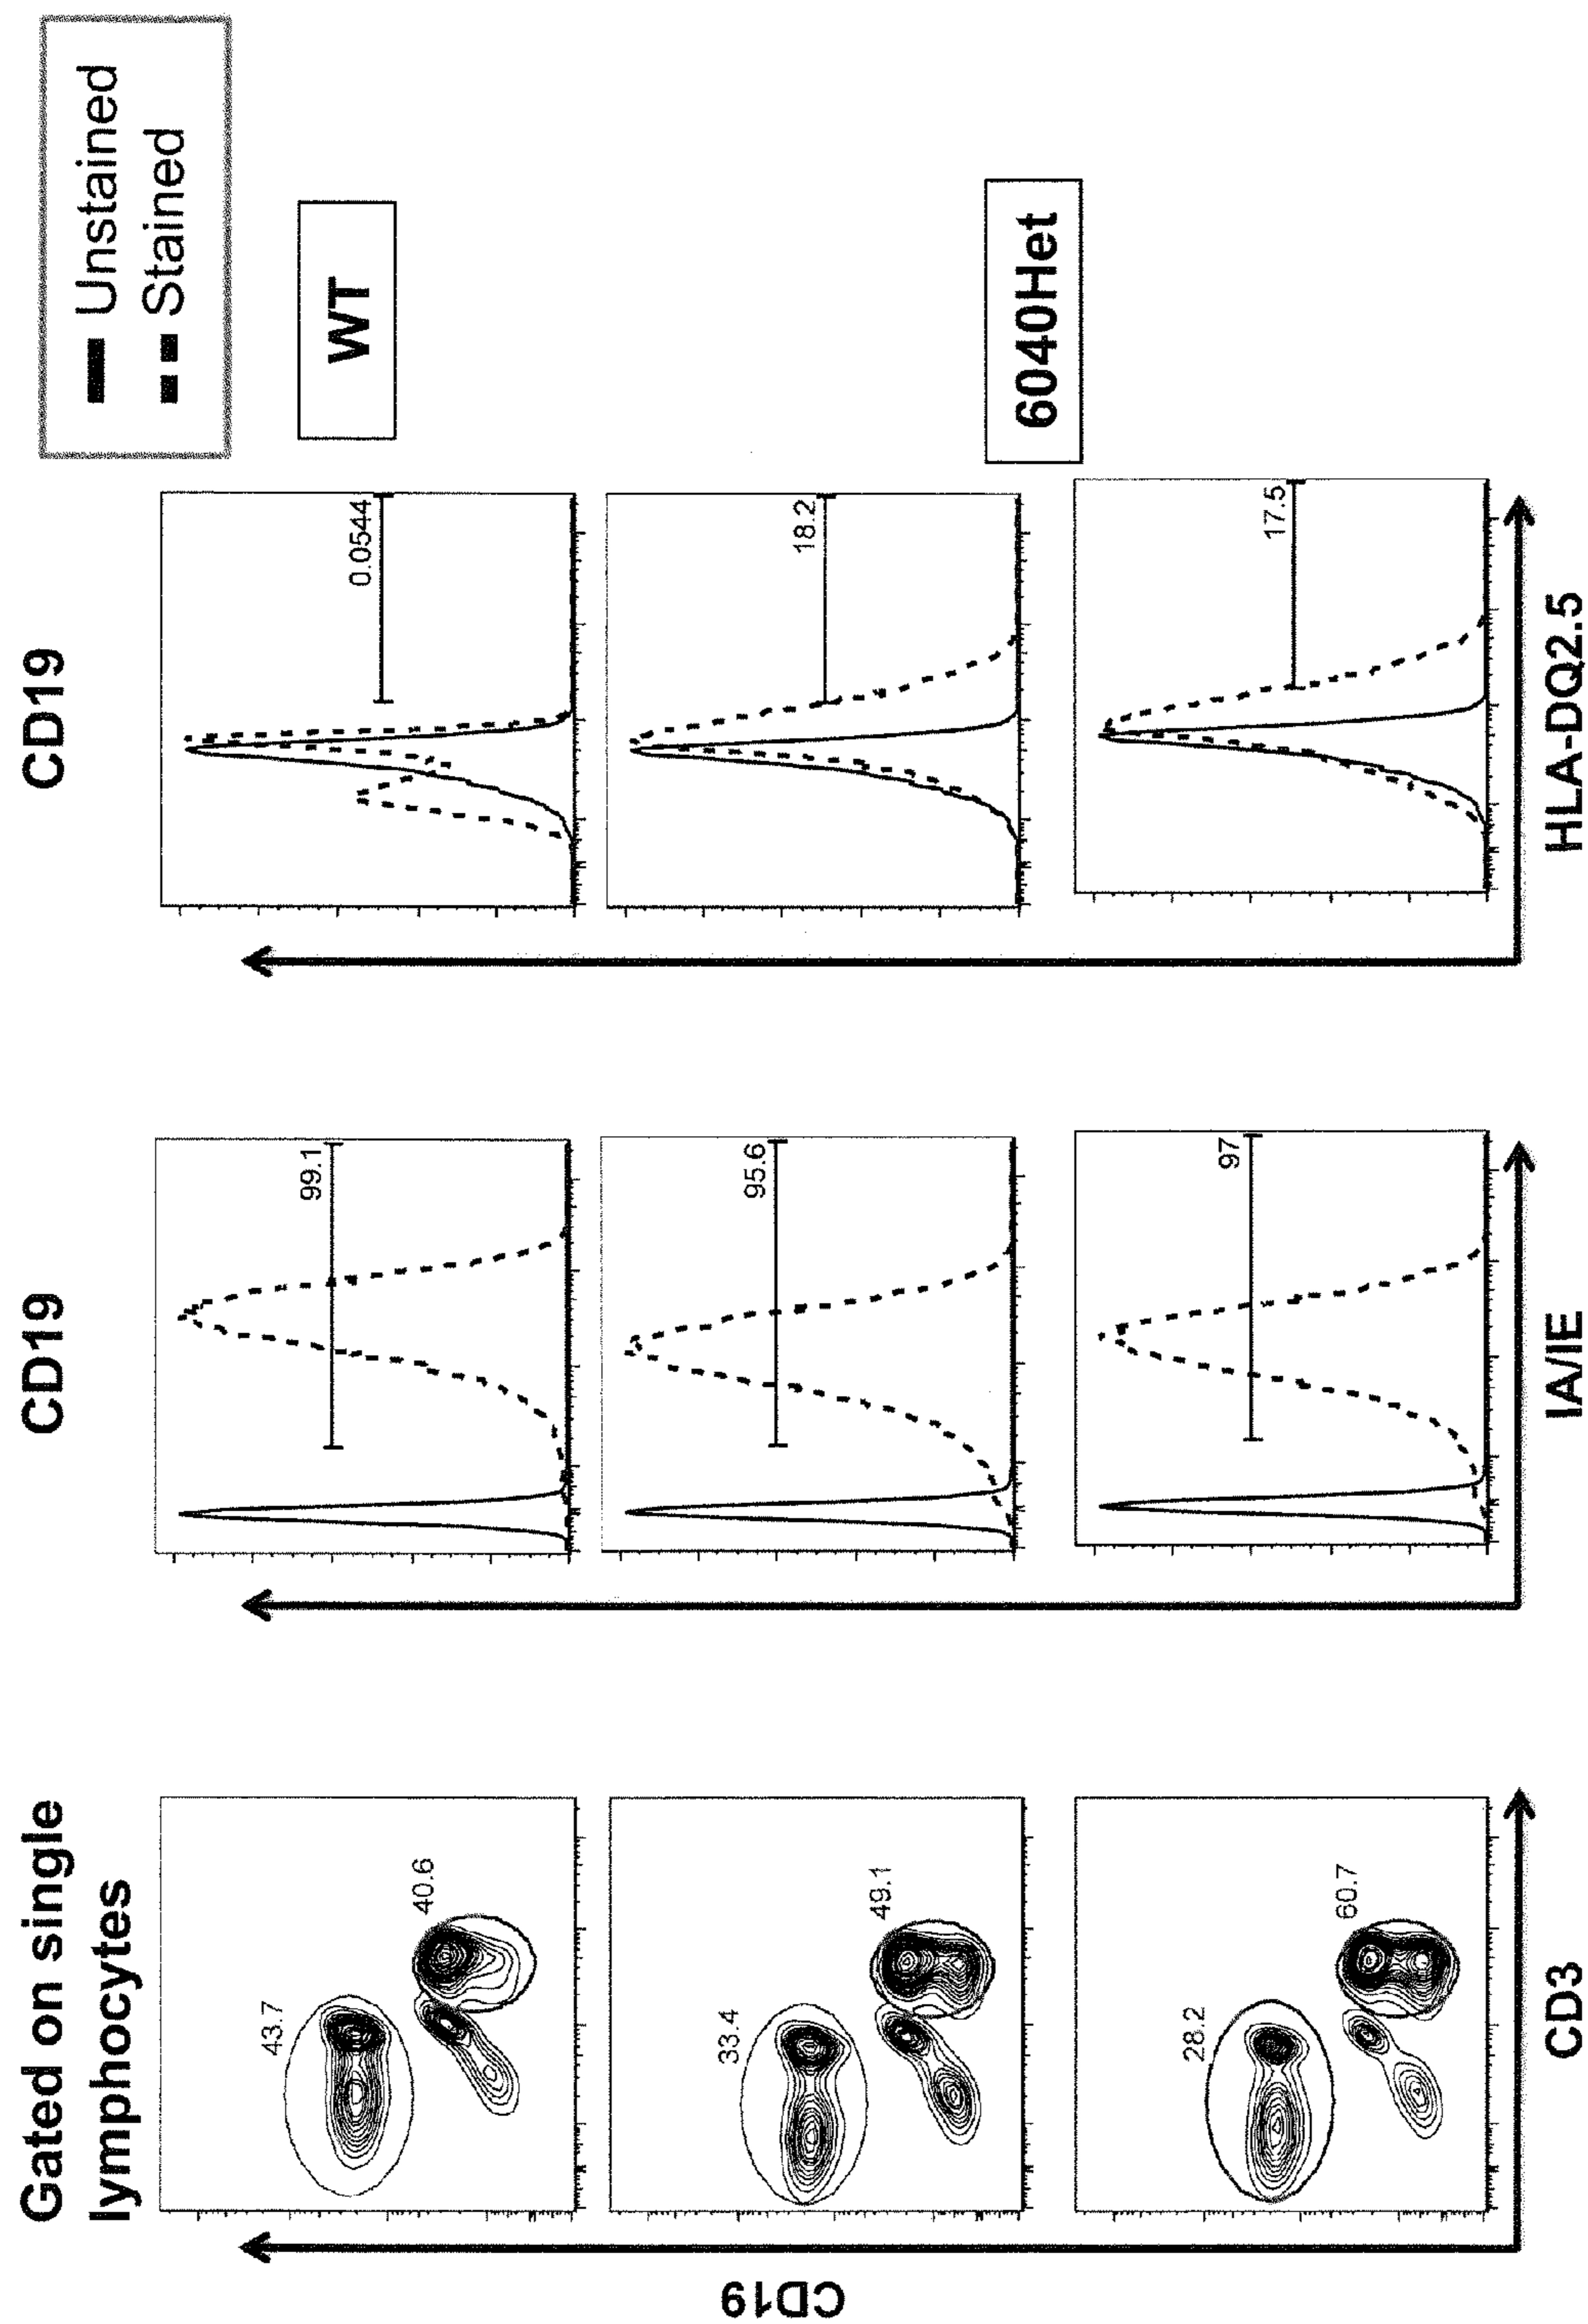 Gated on single
lymphocytes
CD19
CD19
Unstained
Stained
43.7
40.6
99.1
0.0544
WT
33.4
49.1
95.6
18.2
6040Het
28.2
60.7
97
17.5
CD19
CD3
IA/IE
HLA-DQ2.5